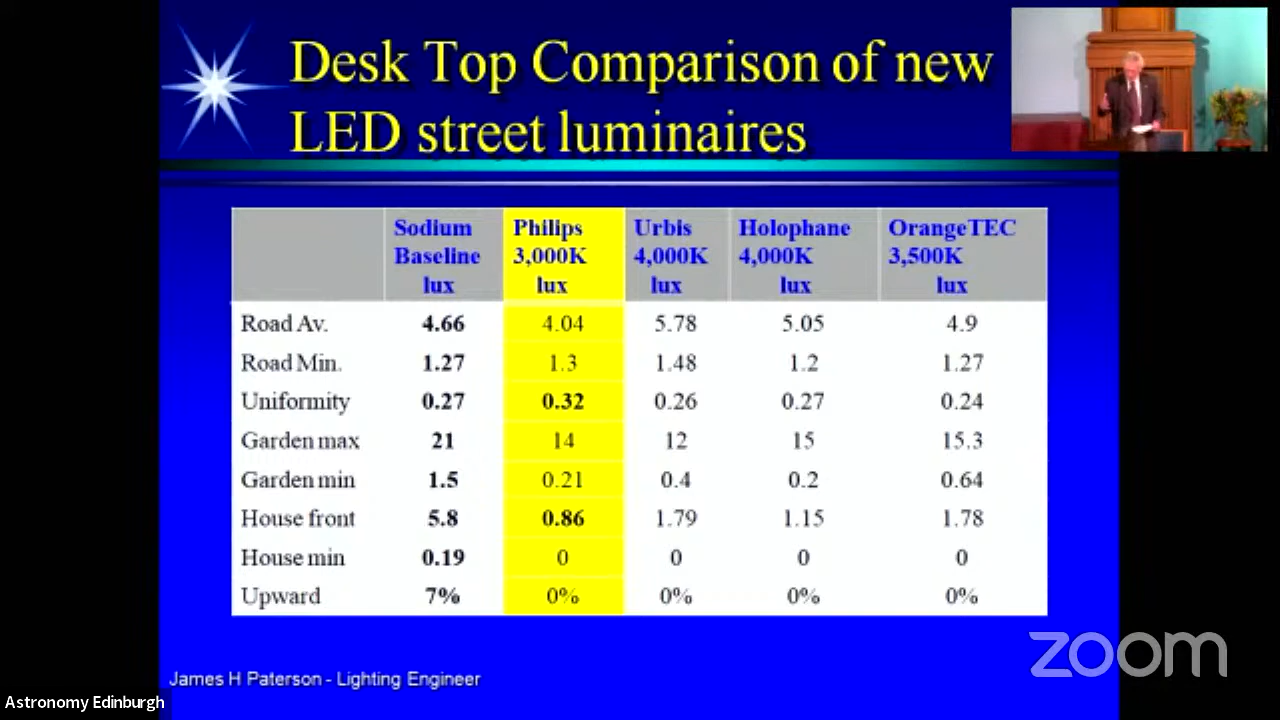 Desk Top Comparison of new
LED street luminaires
Sodium Baseline lux Philips 3,000K lux Urbis 4,000K lux Holophane 4,000K lux OrangeTEC 3,500K lux
Road Av. 4.66 4.04 5.78 5.05 4.9
Road Min. 1.27 1.3 1.48 1.2 1.27
Uniformity 0.27 0.32 0.26 0.27 0.24
Garden max 21 14 12 15 15.3
Garden min 1.5 0.21 0.4 0.2 0.64
House front 5.8 0.86 1.79 1.15 1.78
House min 0.19 0 0 0 0
Upward 7% 0% 0% 0% 0%
James H Paterson - Lighting Engineer
zoom
Astronomy Edinburgh